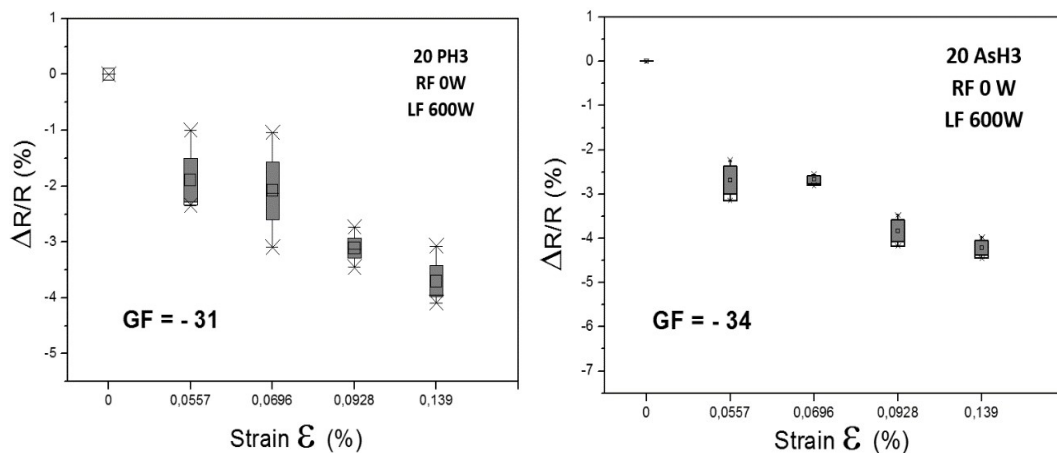 1
0
-1
-2
-3
-4
-5
ΔR/R (%)
20 PH3
RF 0W
LF 600W
GF = - 31
0 0,0557 0,0696 0,0928 0,139
Strain ε (%)
1
0
-1
-2
-3
-4
-5
-6
-7
ΔR/R (%)
20 AsH3
RF 0 W
LF 600W
GF = - 34
0 0,0557 0,0696 0,0928 0,139
Strain ε (%)